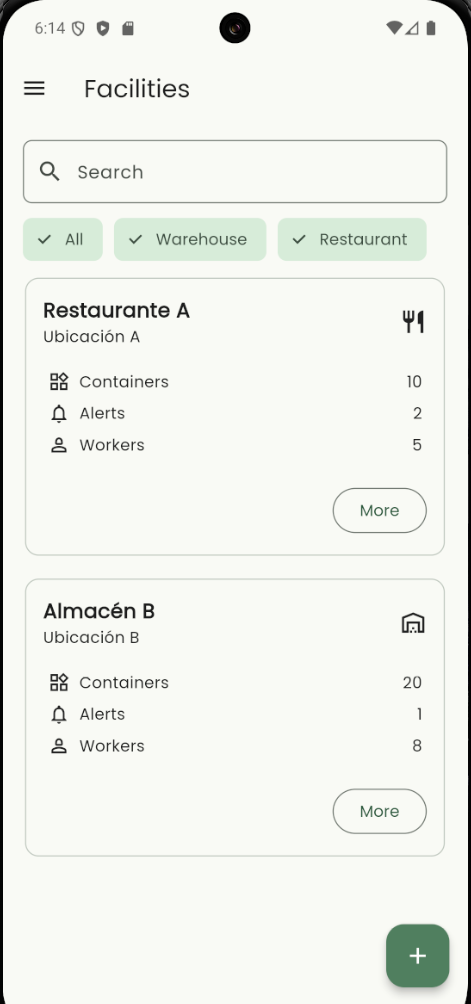 6:14
Facilities
Search
All Warehouse Restaurant
Restaurante A
Ubicación A
Containers 10
Alerts 2
Workers 5
More
Almacén B
Ubicación B
Containers 20
Alerts 1
Workers 8
More
+